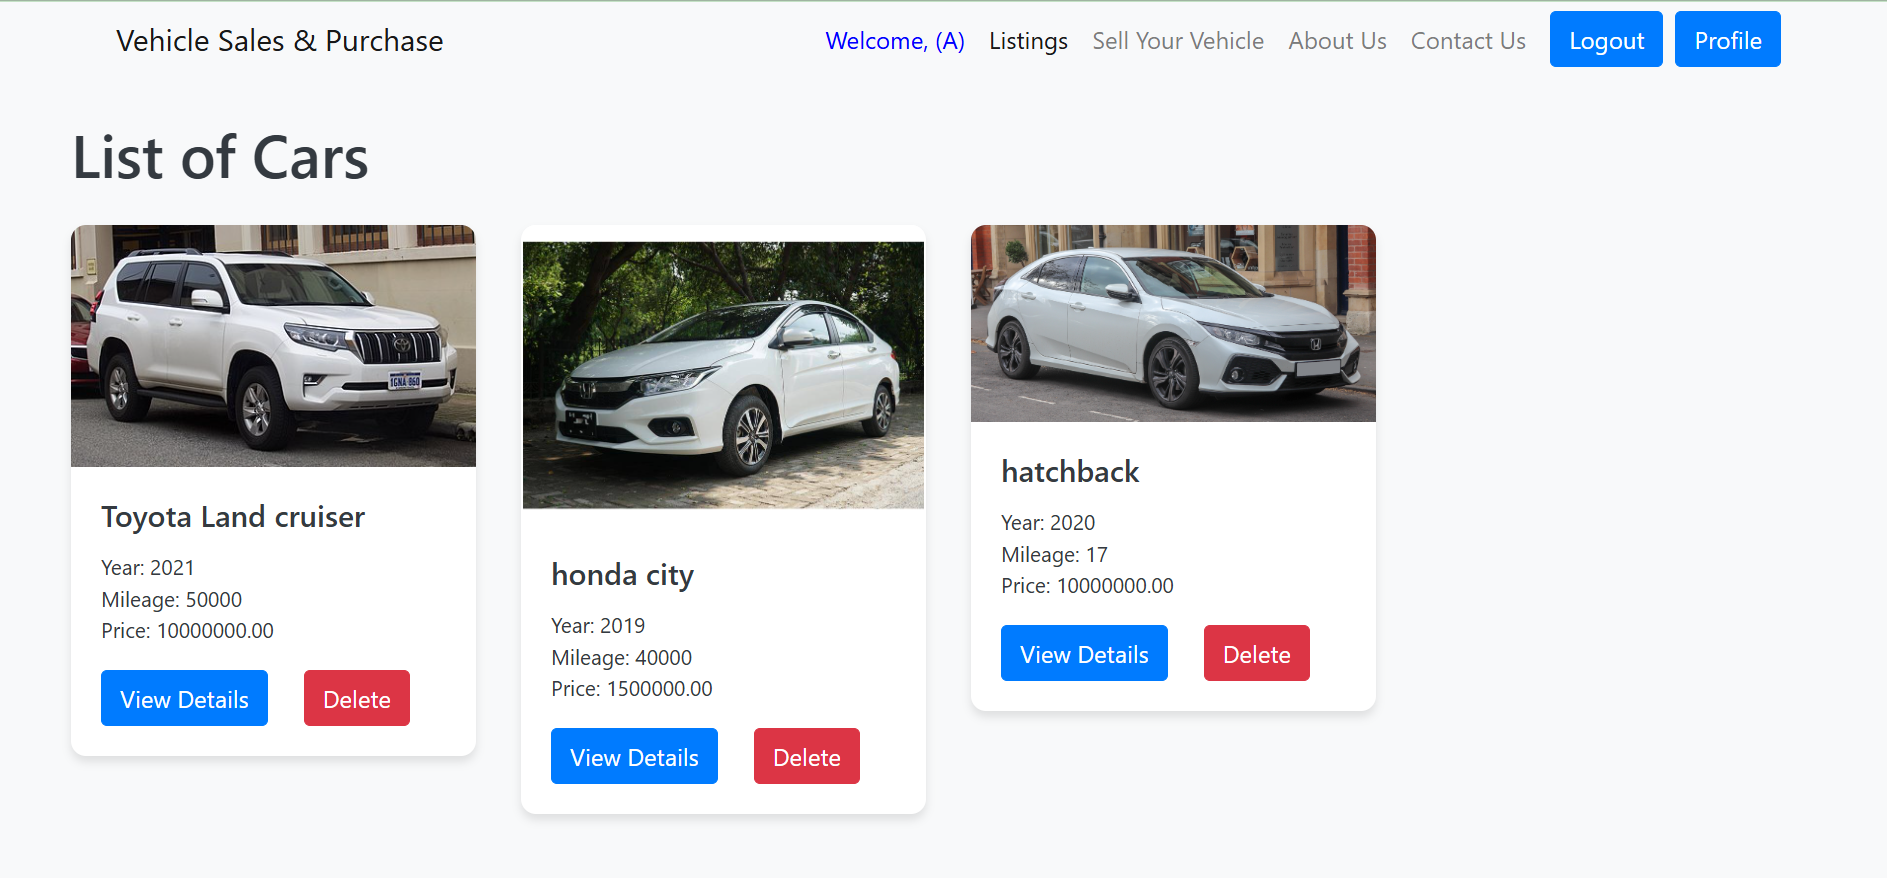 Vehicle Sales & Purchase
Welcome, (A) Listings Sell Your Vehicle About Us Contact Us Logout Profile
List of Cars
1GNA 860
Toyota Land cruiser
Year: 2021
Mileage: 50000
Price: 10000000.00
View Details Delete
honda city
Year: 2019
Mileage: 40000
Price: 1500000.00
View Details Delete
hatchback
Year: 2020
Mileage: 17
Price: 10000000.00
View Details Delete